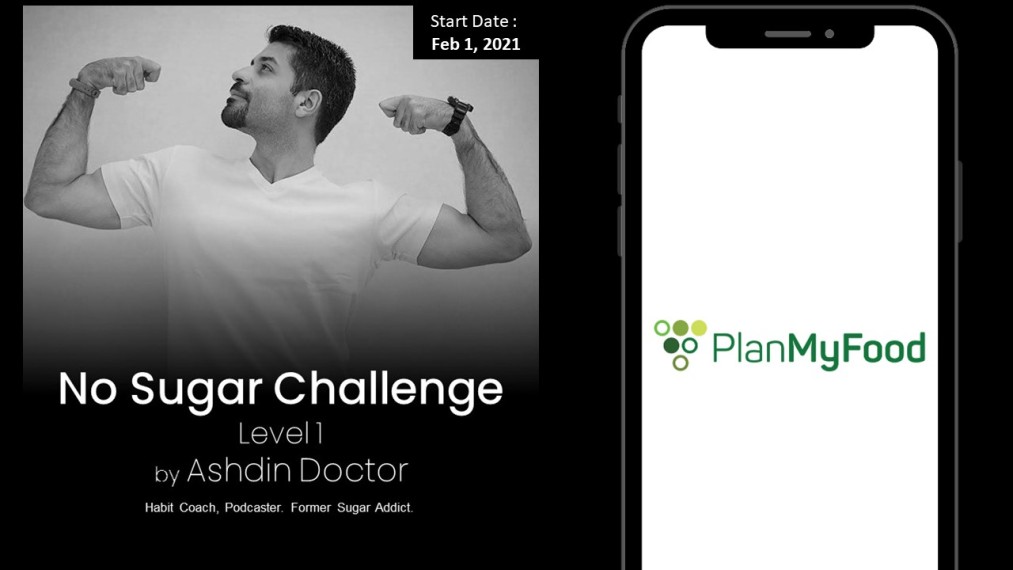 Start Date :
Feb 1, 2021
No Sugar Challenge
Level 1
by Ashdin Doctor
Habit Coach, Podcaster. Former Sugar Addict.
PlanMyFood